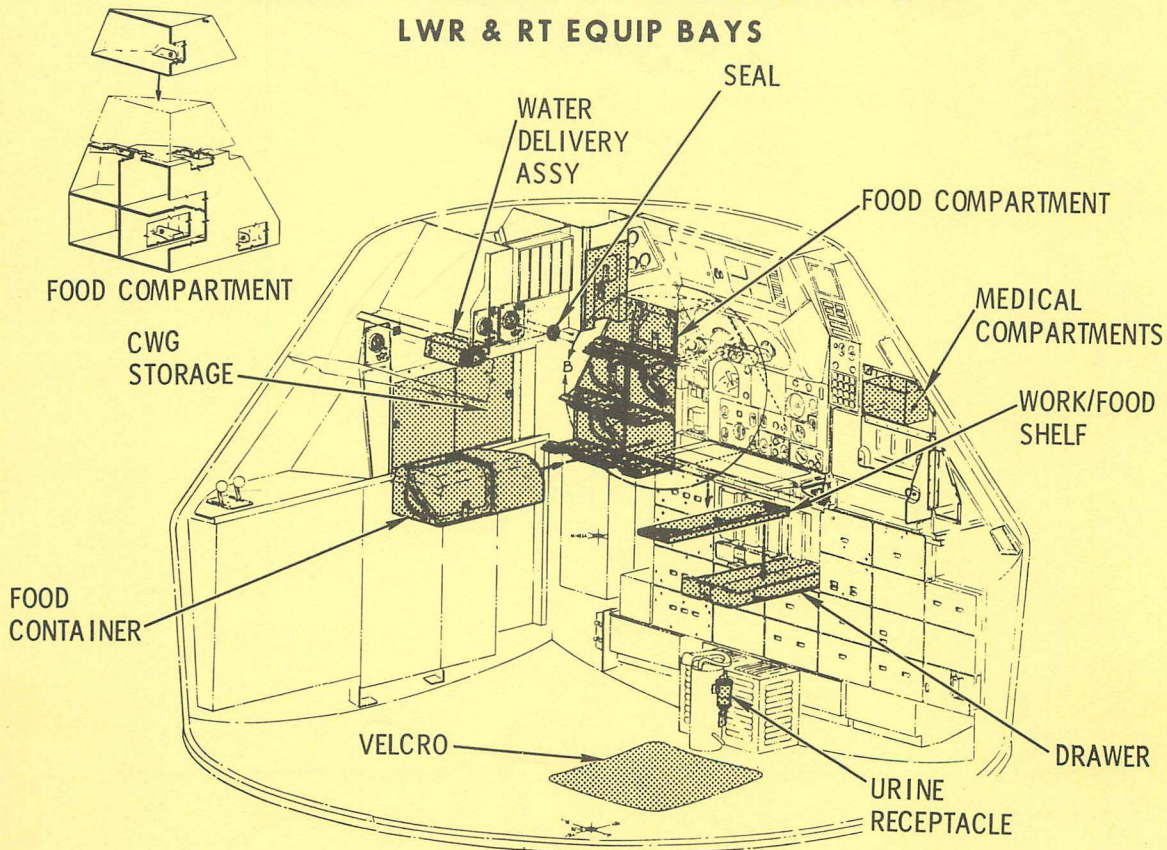 LWR & RT EQUIP BAYS
SEAL
WATER
DELIVERY
ASSY
FOOD COMPARTMENT
FOOD COMPARTMENT
MEDICAL
COMPARTMENTS
CWG
STORAGE
WORK/FOOD
SHELF
B
FOOD
CONTAINER
VELCRO
DRAWER
URINE
RECEPTACLE